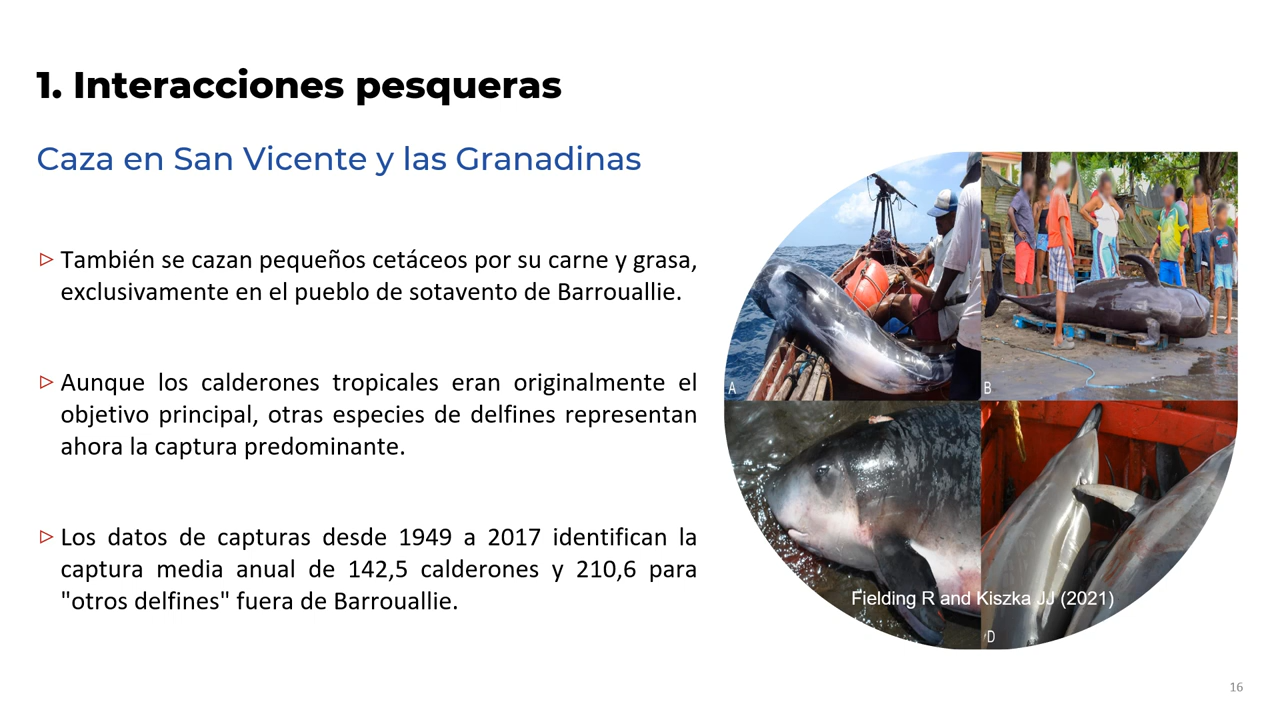 1. Interacciones pesqueras
Caza en San Vicente y las Granadinas
También se cazan pequeños cetáceos por su carne y grasa,
exclusivamente en el pueblo de sotavento de Barrouallie.
Aunque los calderones tropicales eran originalmente el
objetivo principal, otras especies de delfines representan
ahora la captura predominante.
Los datos de capturas desde 1949 a 2017 identifican la
captura media anual de 142,5 calderones y 210,6 para
"otros delfines" fuera de Barrouallie.
A
B
Fielding R and Kiszka JJ (2021)
D
16